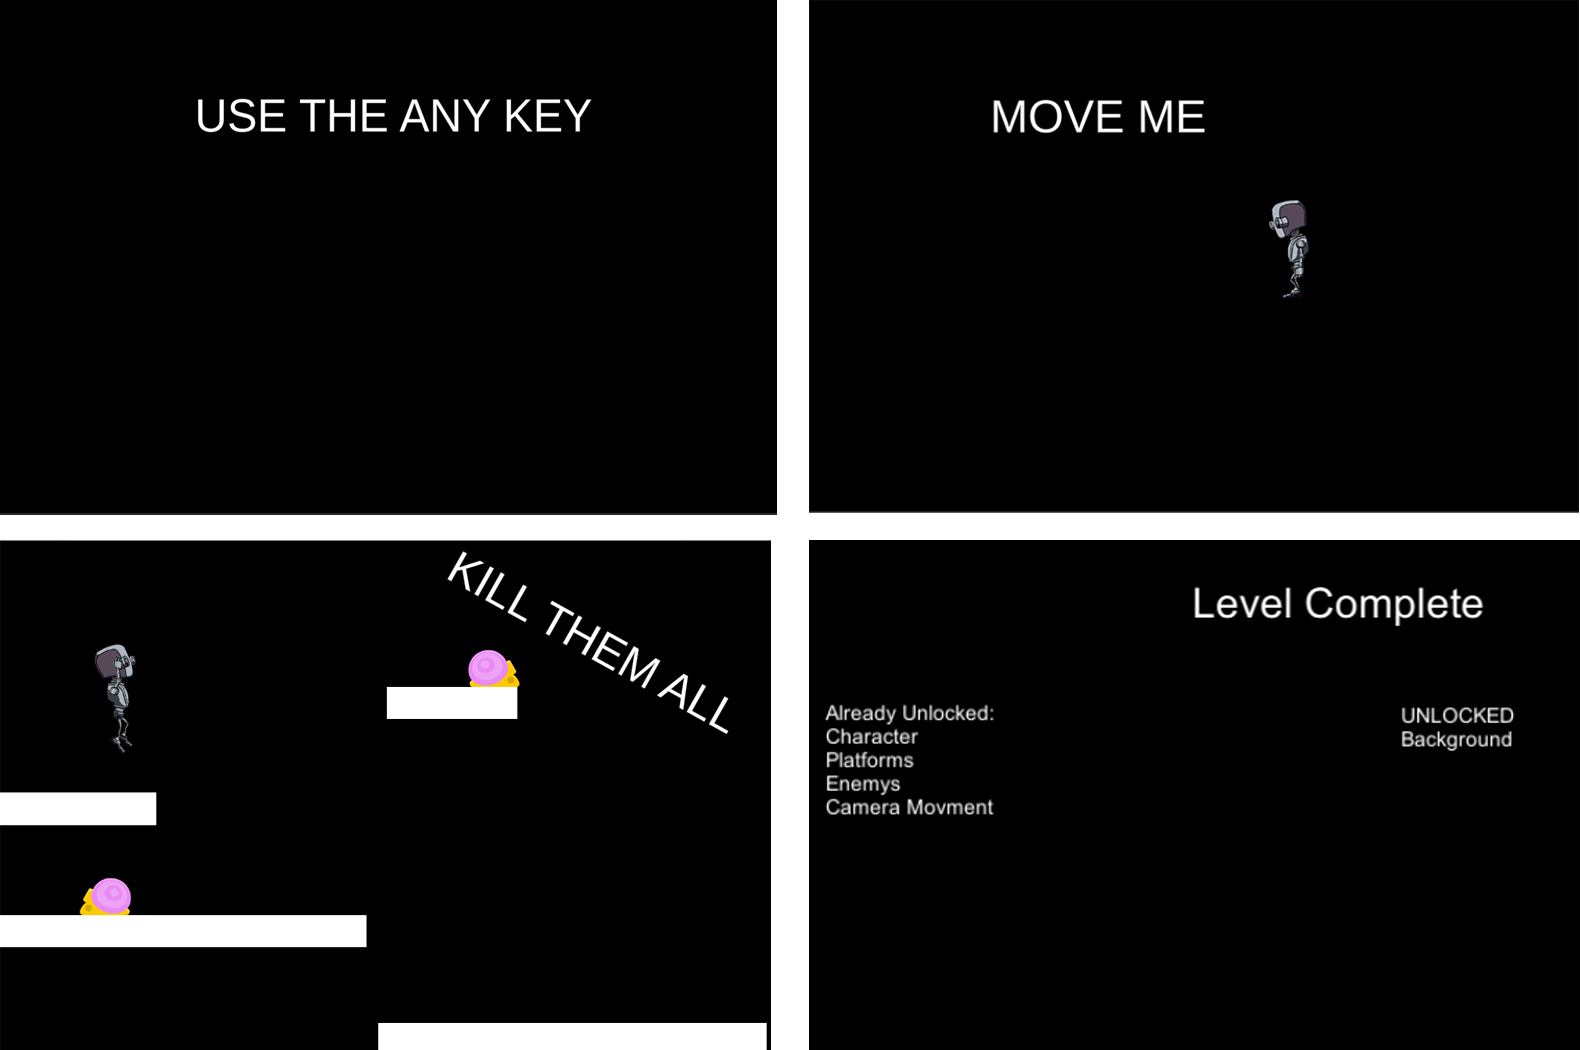 USE THE ANY KEY
MOVE ME
KILL THEM ALL
Level Complete
Already Unlocked:
Character
Platforms
Enemys
Camera Movment
UNLOCKED
Background